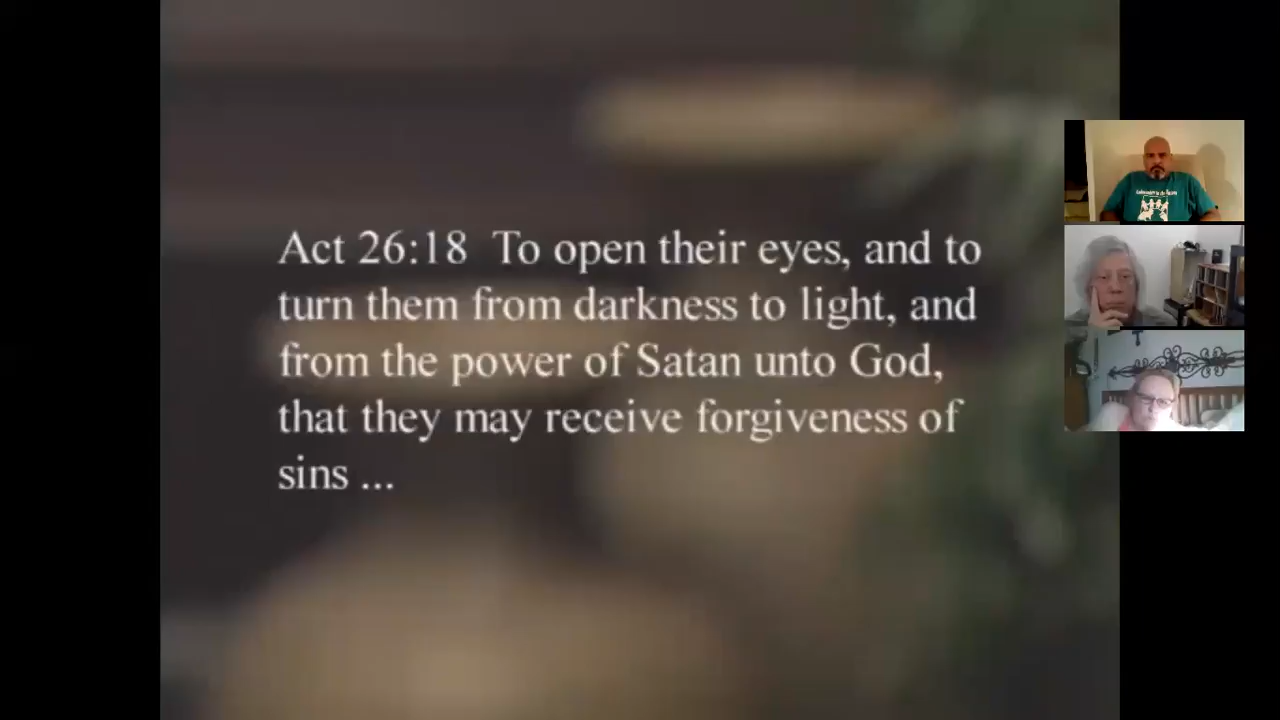 Act 26:18 To open their eyes, and to
turn them from darkness to light, and
from the power of Satan unto God,
that they may receive forgiveness of
sins ...